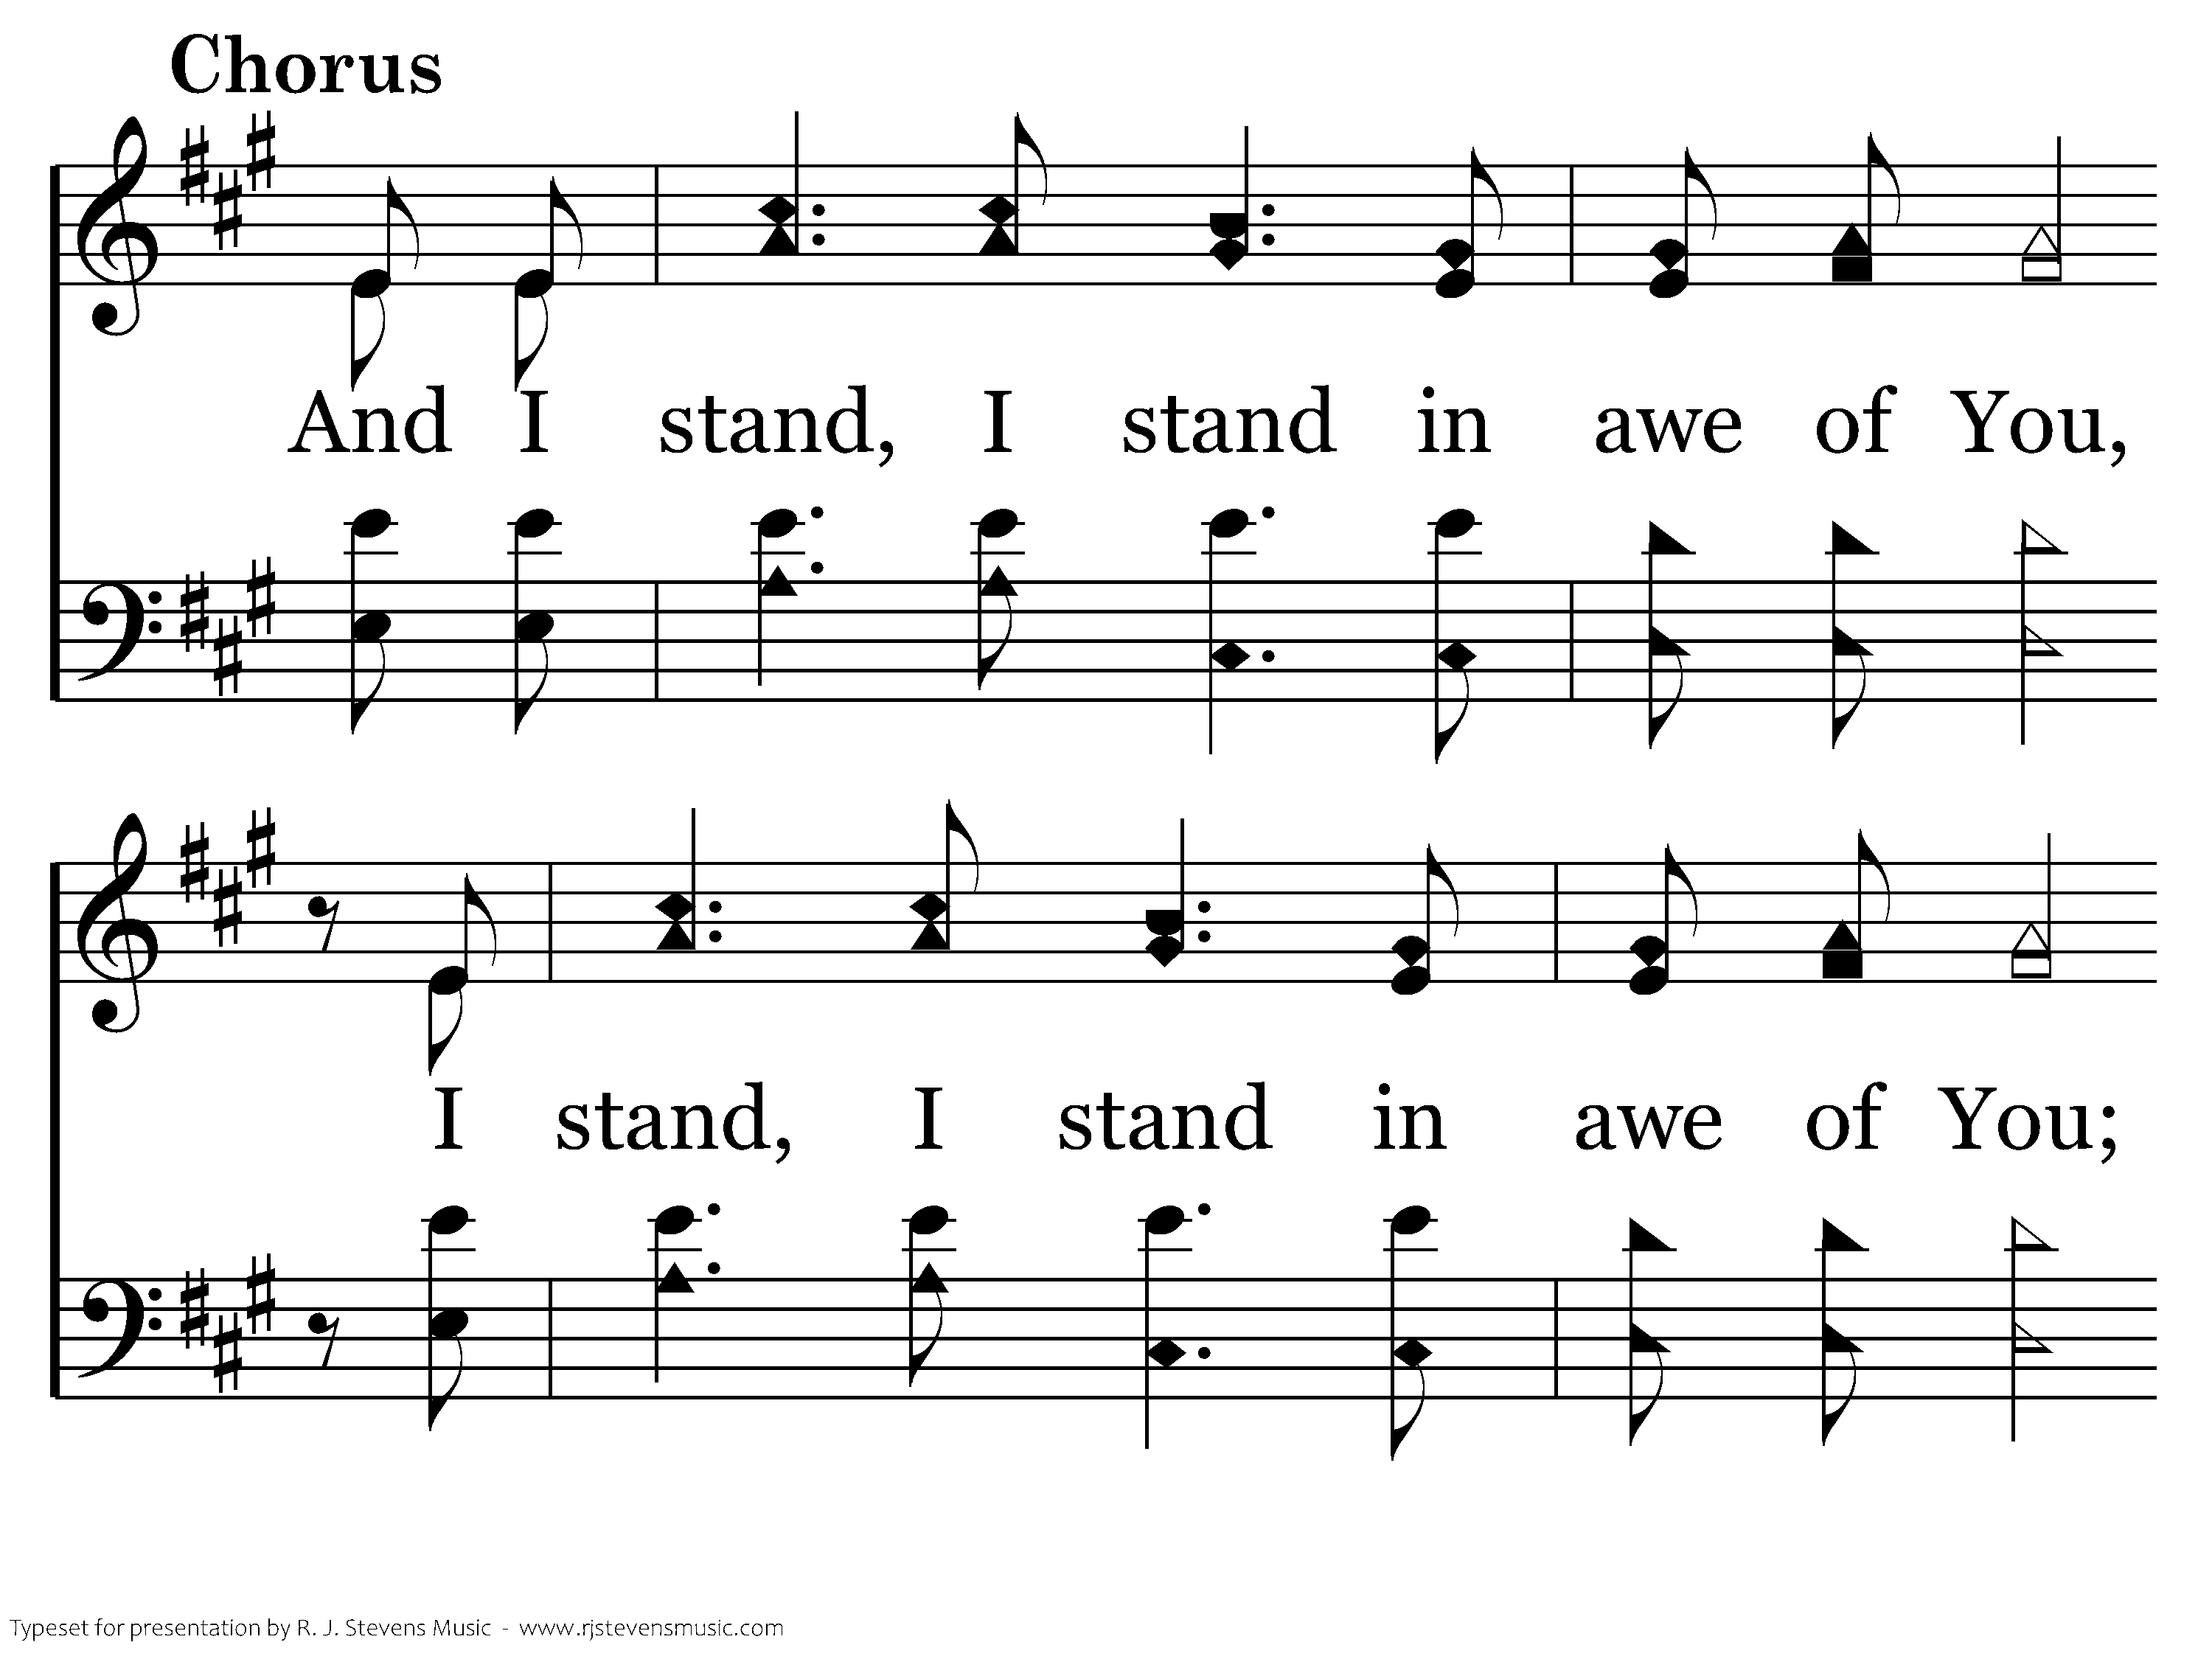 Chorus
And I stand, I stand in awe of You,
I stand, I stand in awe of You;
Typeset for presentation by R. J. Stevens Music - www.rjstevensmusic.com